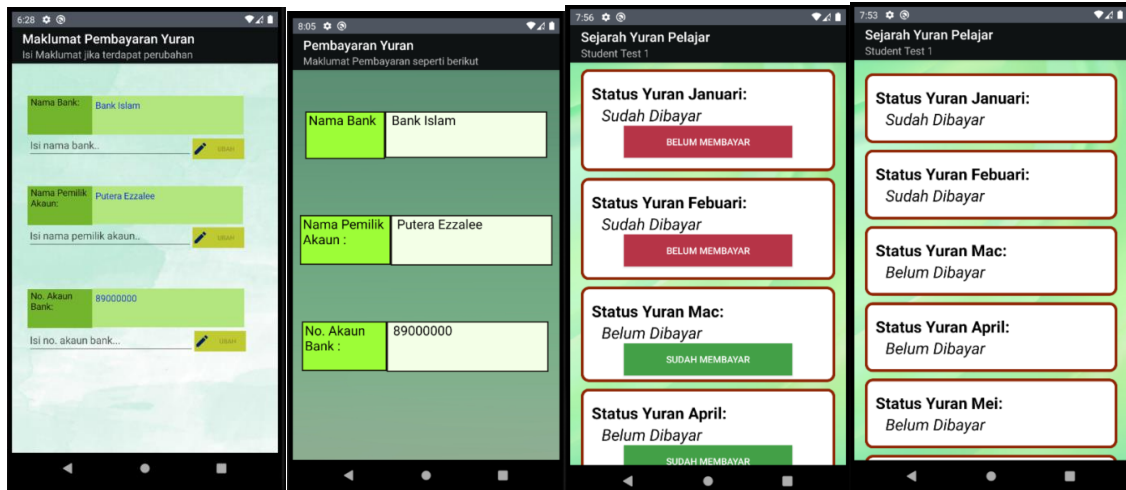 6:28
Maklumat Pembayaran Yuran
Isi Maklumat jika terdapat perubahan
Nama Bank:
Bank Islam
Isi nama bank..
UBAH
Nama Pemilik
Akaun:
Putera Ezzalee
Isi nama pemilik akaun..
UBAH
No. Akaun
Bank:
89000000
Isi no. akaun bank...
UBAH
8:05
Pembayaran Yuran
Maklumat Pembayaran seperti berikut
Nama Bank
Bank Islam
Nama Pemilik
Akaun :
Putera Ezzalee
No. Akaun
Bank :
89000000
7:56
Sejarah Yuran Pelajar
Student Test 1
Status Yuran Januari:
Sudah Dibayar
BELUM MEMBAYAR
Status Yuran Febuari:
Sudah Dibayar
BELUM MEMBAYAR
Status Yuran Mac:
Belum Dibayar
SUDAH MEMBAYAR
Status Yuran April:
Belum Dibayar
SUDAH MEMBAYAR
7:53
Sejarah Yuran Pelajar
Student Test 1
Status Yuran Januari:
Sudah Dibayar
Status Yuran Febuari:
Sudah Dibayar
Status Yuran Mac:
Belum Dibayar
Status Yuran April:
Belum Dibayar
Status Yuran Mei:
Belum Dibayar